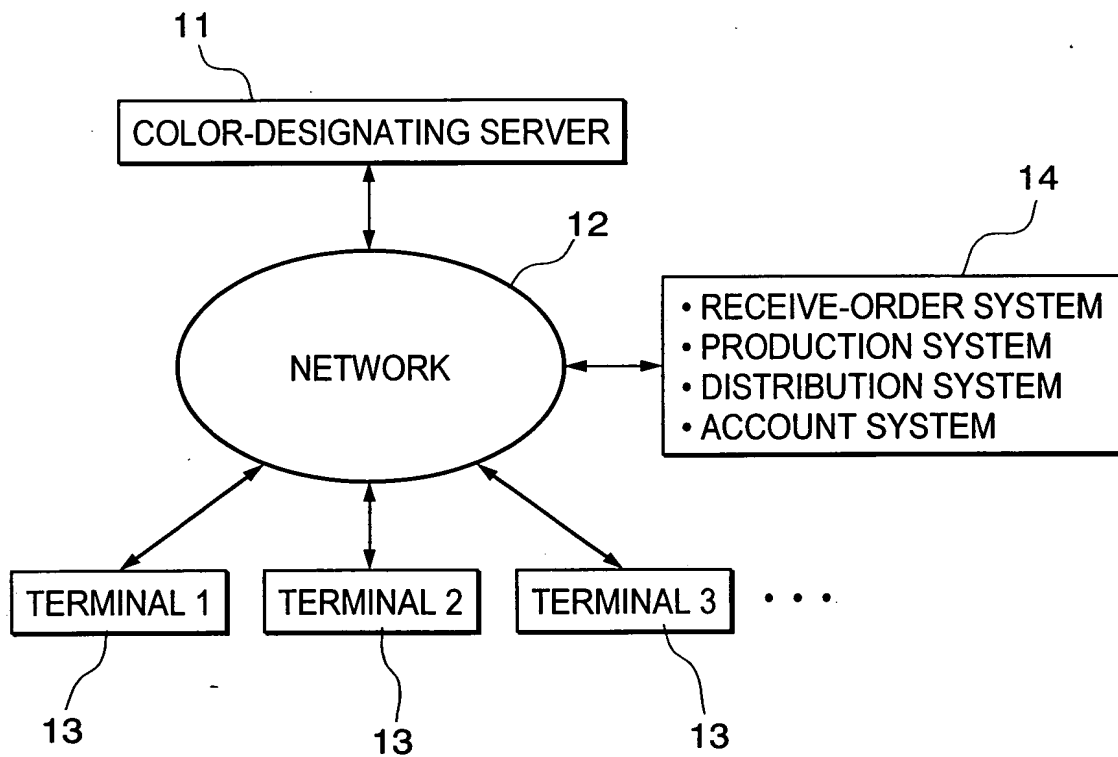 11
COLOR-DESIGNATING SERVER
14
12
NETWORK
• RECEIVE-ORDER SYSTEM
• PRODUCTION SYSTEM
• DISTRIBUTION SYSTEM
• ACCOUNT SYSTEM
TERMINAL 1
TERMINAL 2
TERMINAL 3
• • •
13
13
13